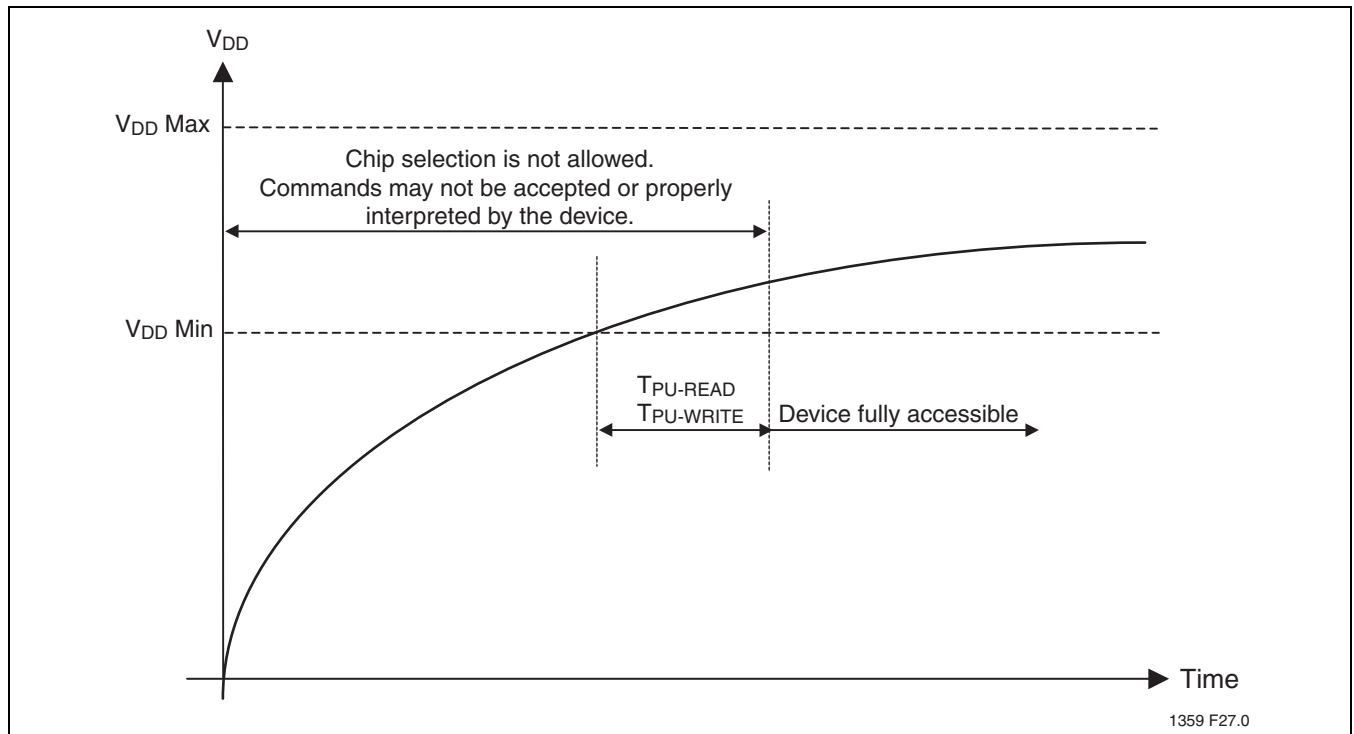 VDD
VDD Max
Chip selection is not allowed.
Commands may not be accepted or properly
interpreted by the device.
VDD Min
TPU-READ
TPU-WRITE
Device fully accessible
Time
1359 F27.0